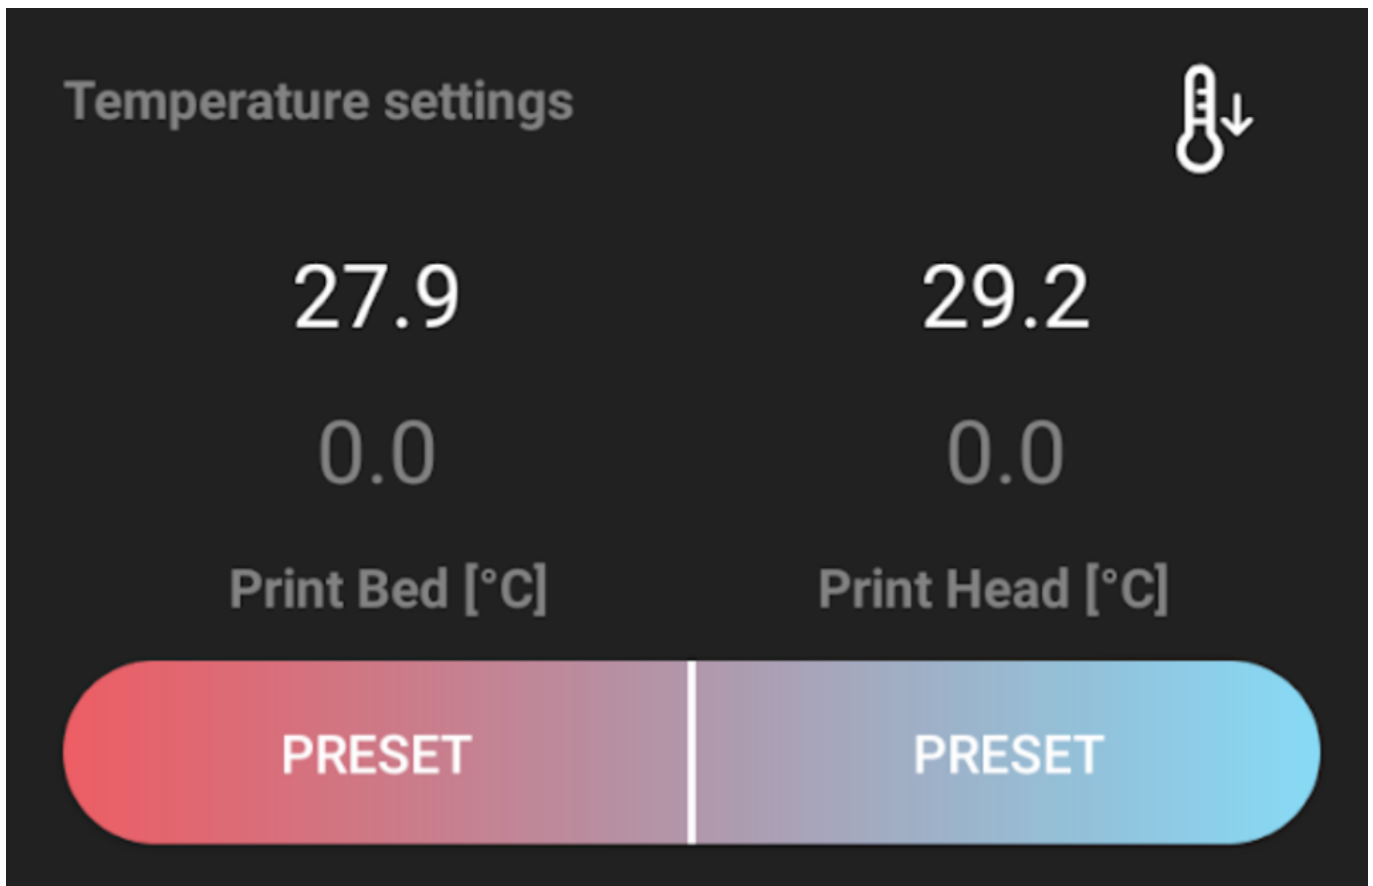 Temperature settings
27.9 29.2
0.0 0.0
Print Bed [°C] Print Head [°C]
PRESET PRESET